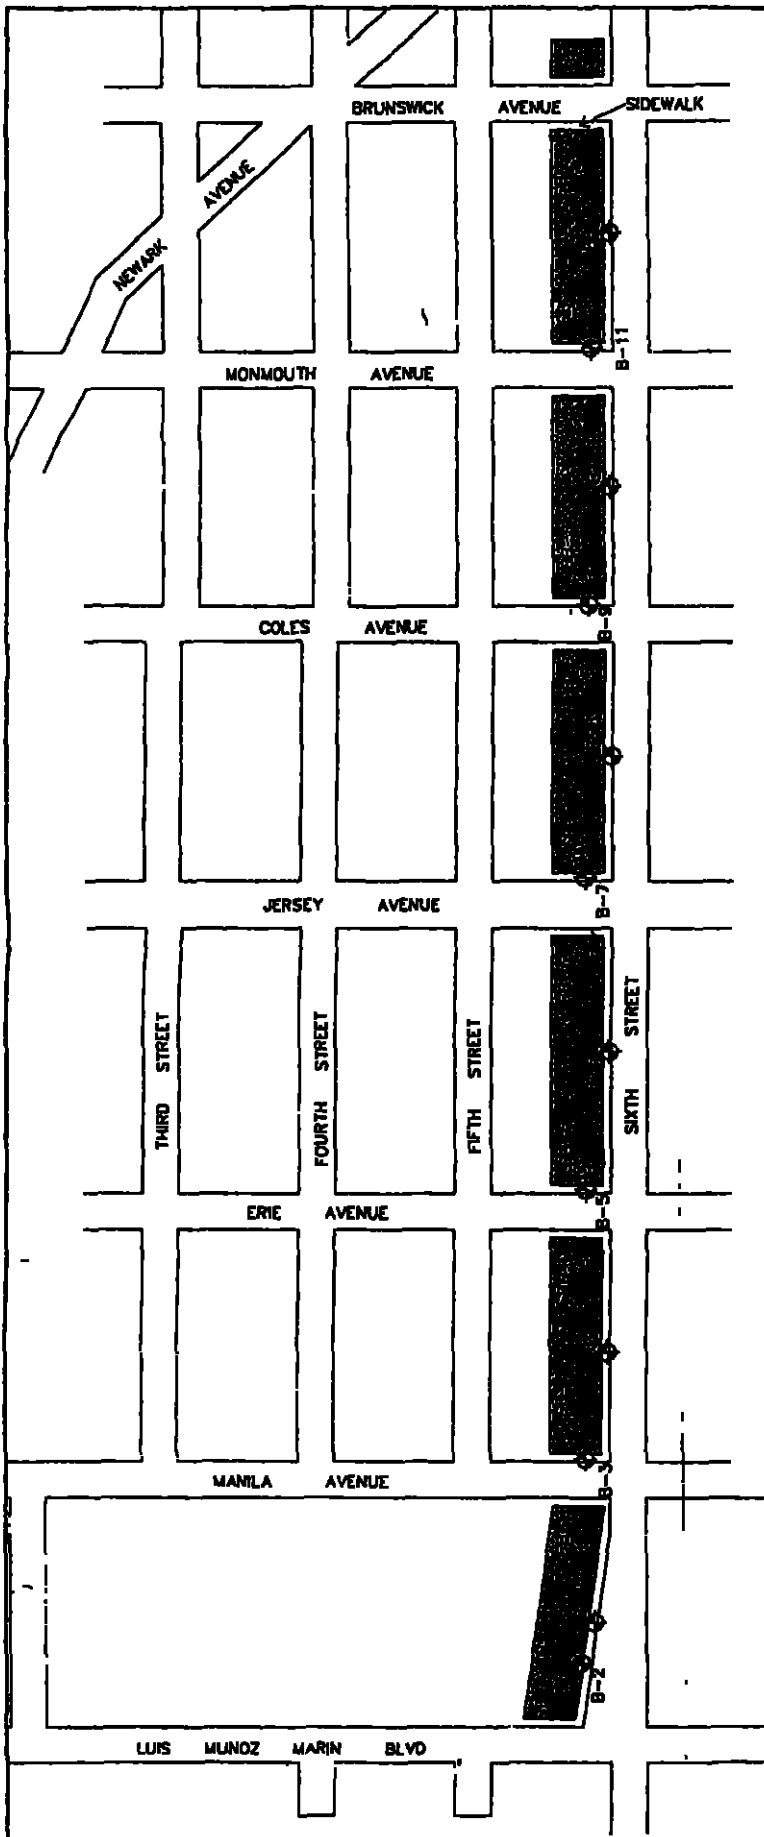 BRUNSWICK AVENUE
SIDEWALK
NEWARK AVENUE
B-11
MONMOUTH AVENUE
B-9
COLES AVENUE
B-7
JERSEY AVENUE
THIRD STREET
FOURTH STREET
FIFTH STREET
SIXTH STREET
B-5
ERIE AVENUE
B-3
MANILA AVENUE
B-2
LUIS MUNOZ MARIN BLVD